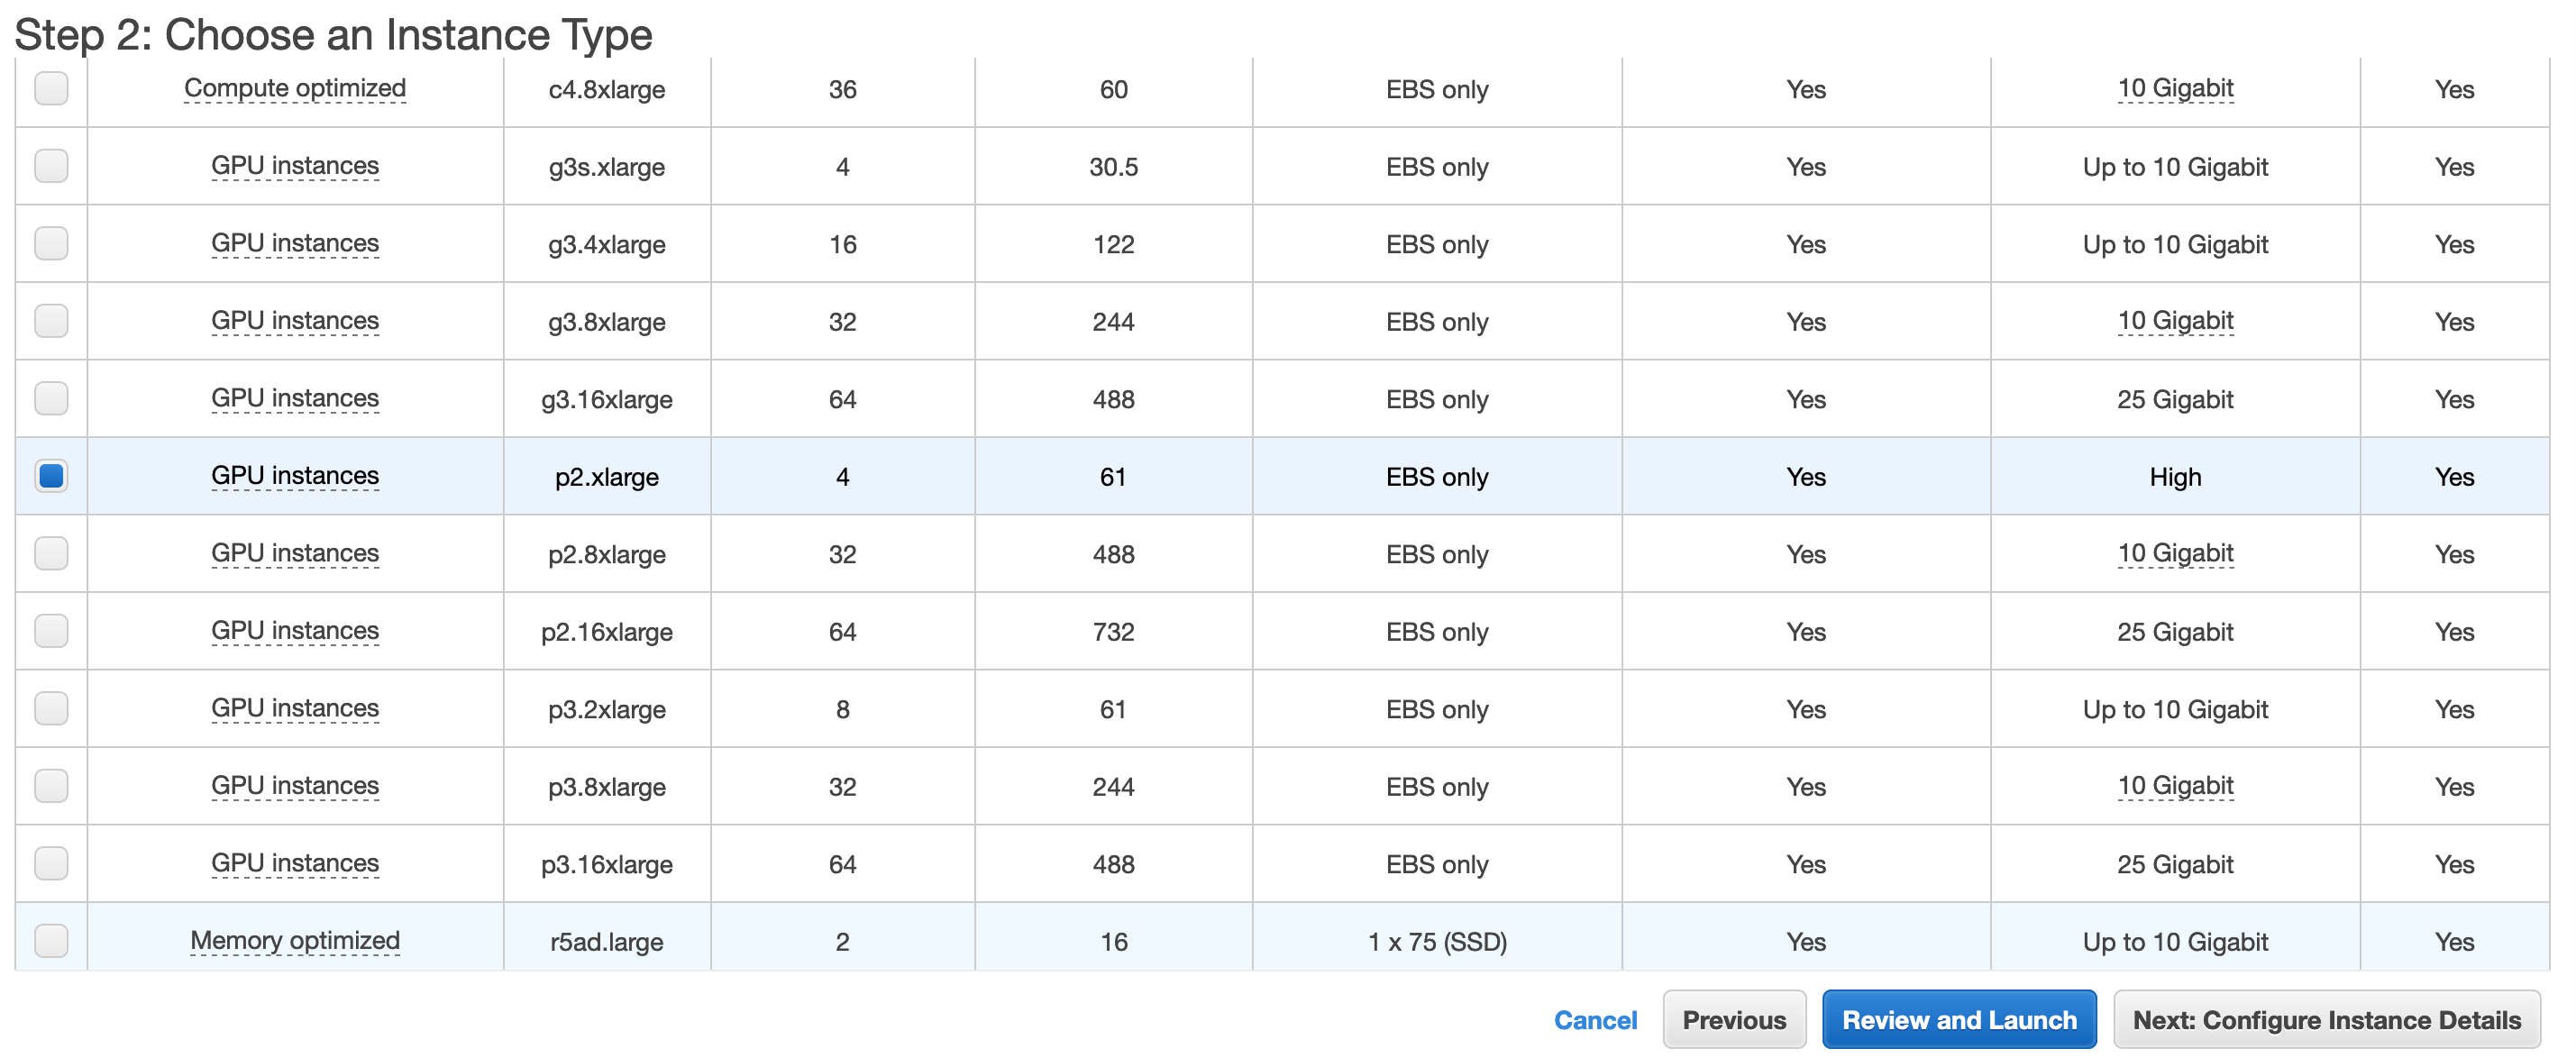 Step 2: Choose an Instance Type
Compute optimized c4.8xlarge 36 60 EBS only Yes 10 Gigabit Yes
GPU instances g3s.xlarge 4 30.5 EBS only Yes Up to 10 Gigabit Yes
GPU instances g3.4xlarge 16 122 EBS only Yes Up to 10 Gigabit Yes
GPU instances g3.8xlarge 32 244 EBS only Yes 10 Gigabit Yes
GPU instances g3.16xlarge 64 488 EBS only Yes 25 Gigabit Yes
GPU instances p2.xlarge 4 61 EBS only Yes High Yes
GPU instances p2.8xlarge 32 488 EBS only Yes 10 Gigabit Yes
GPU instances p2.16xlarge 64 732 EBS only Yes 25 Gigabit Yes
GPU instances p3.2xlarge 8 61 EBS only Yes Up to 10 Gigabit Yes
GPU instances p3.8xlarge 32 244 EBS only Yes 10 Gigabit Yes
GPU instances p3.16xlarge 64 488 EBS only Yes 25 Gigabit Yes
Memory optimized r5ad.large 2 16 1 x 75 (SSD) Yes Up to 10 Gigabit Yes
Cancel Previous Review and Launch Next: Configure Instance Details